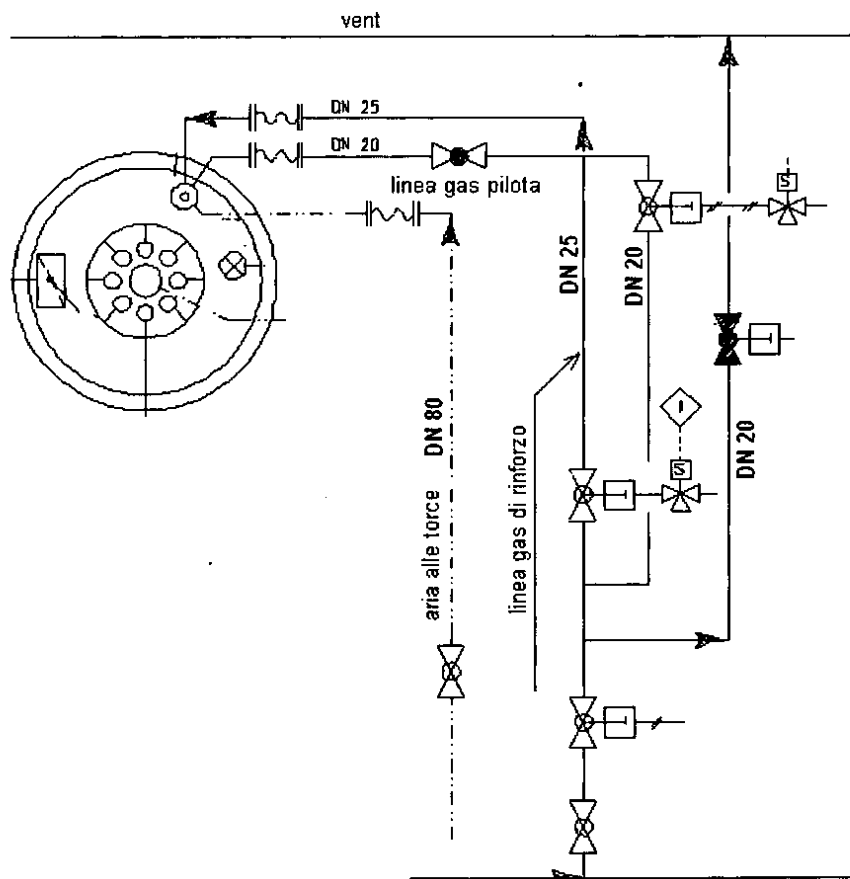 vent
DN 25
DN 20
linea gas pilota
S
DN 25
DN 20
DN 80
aria alle torce
linea gas di rinforzo
I
S
DN 20